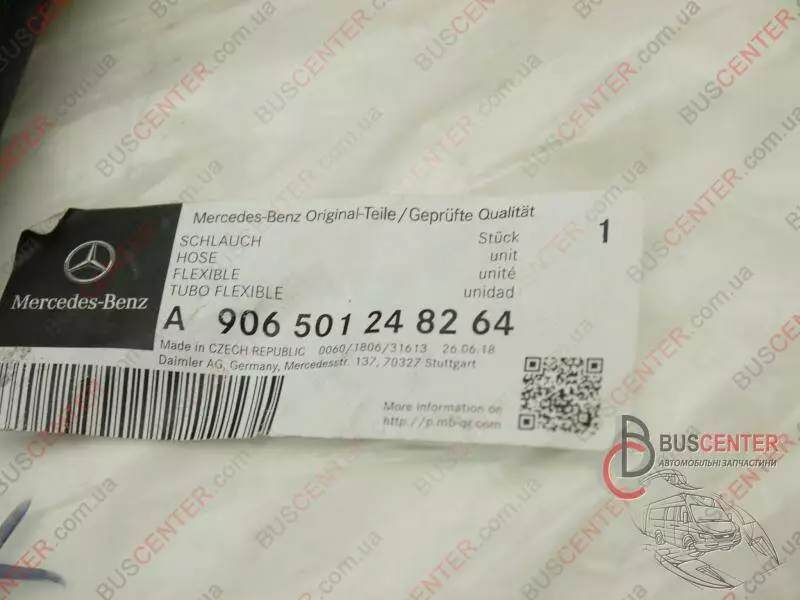 Mercedes-Benz Original-Teile/Geprüfte Qualität
SCHLAUCH Stück 1
HOSE unit
FLEXIBLE unité
TUBO FLEXIBLE unidad
Mercedes-Benz
A 906 501 24 82 64
Made in CZECH REPUBLIC 0060/1806/31613 26.06.18
Daimler AG, Germany, Mercedesstr. 137, 70327 Stuttgart
More information on
http://p.mb-qr.com
BUSCENTER
АВТОМОБІЛЬНІ ЗАПЧАСТИНИ
BUSCENTER.com.ua